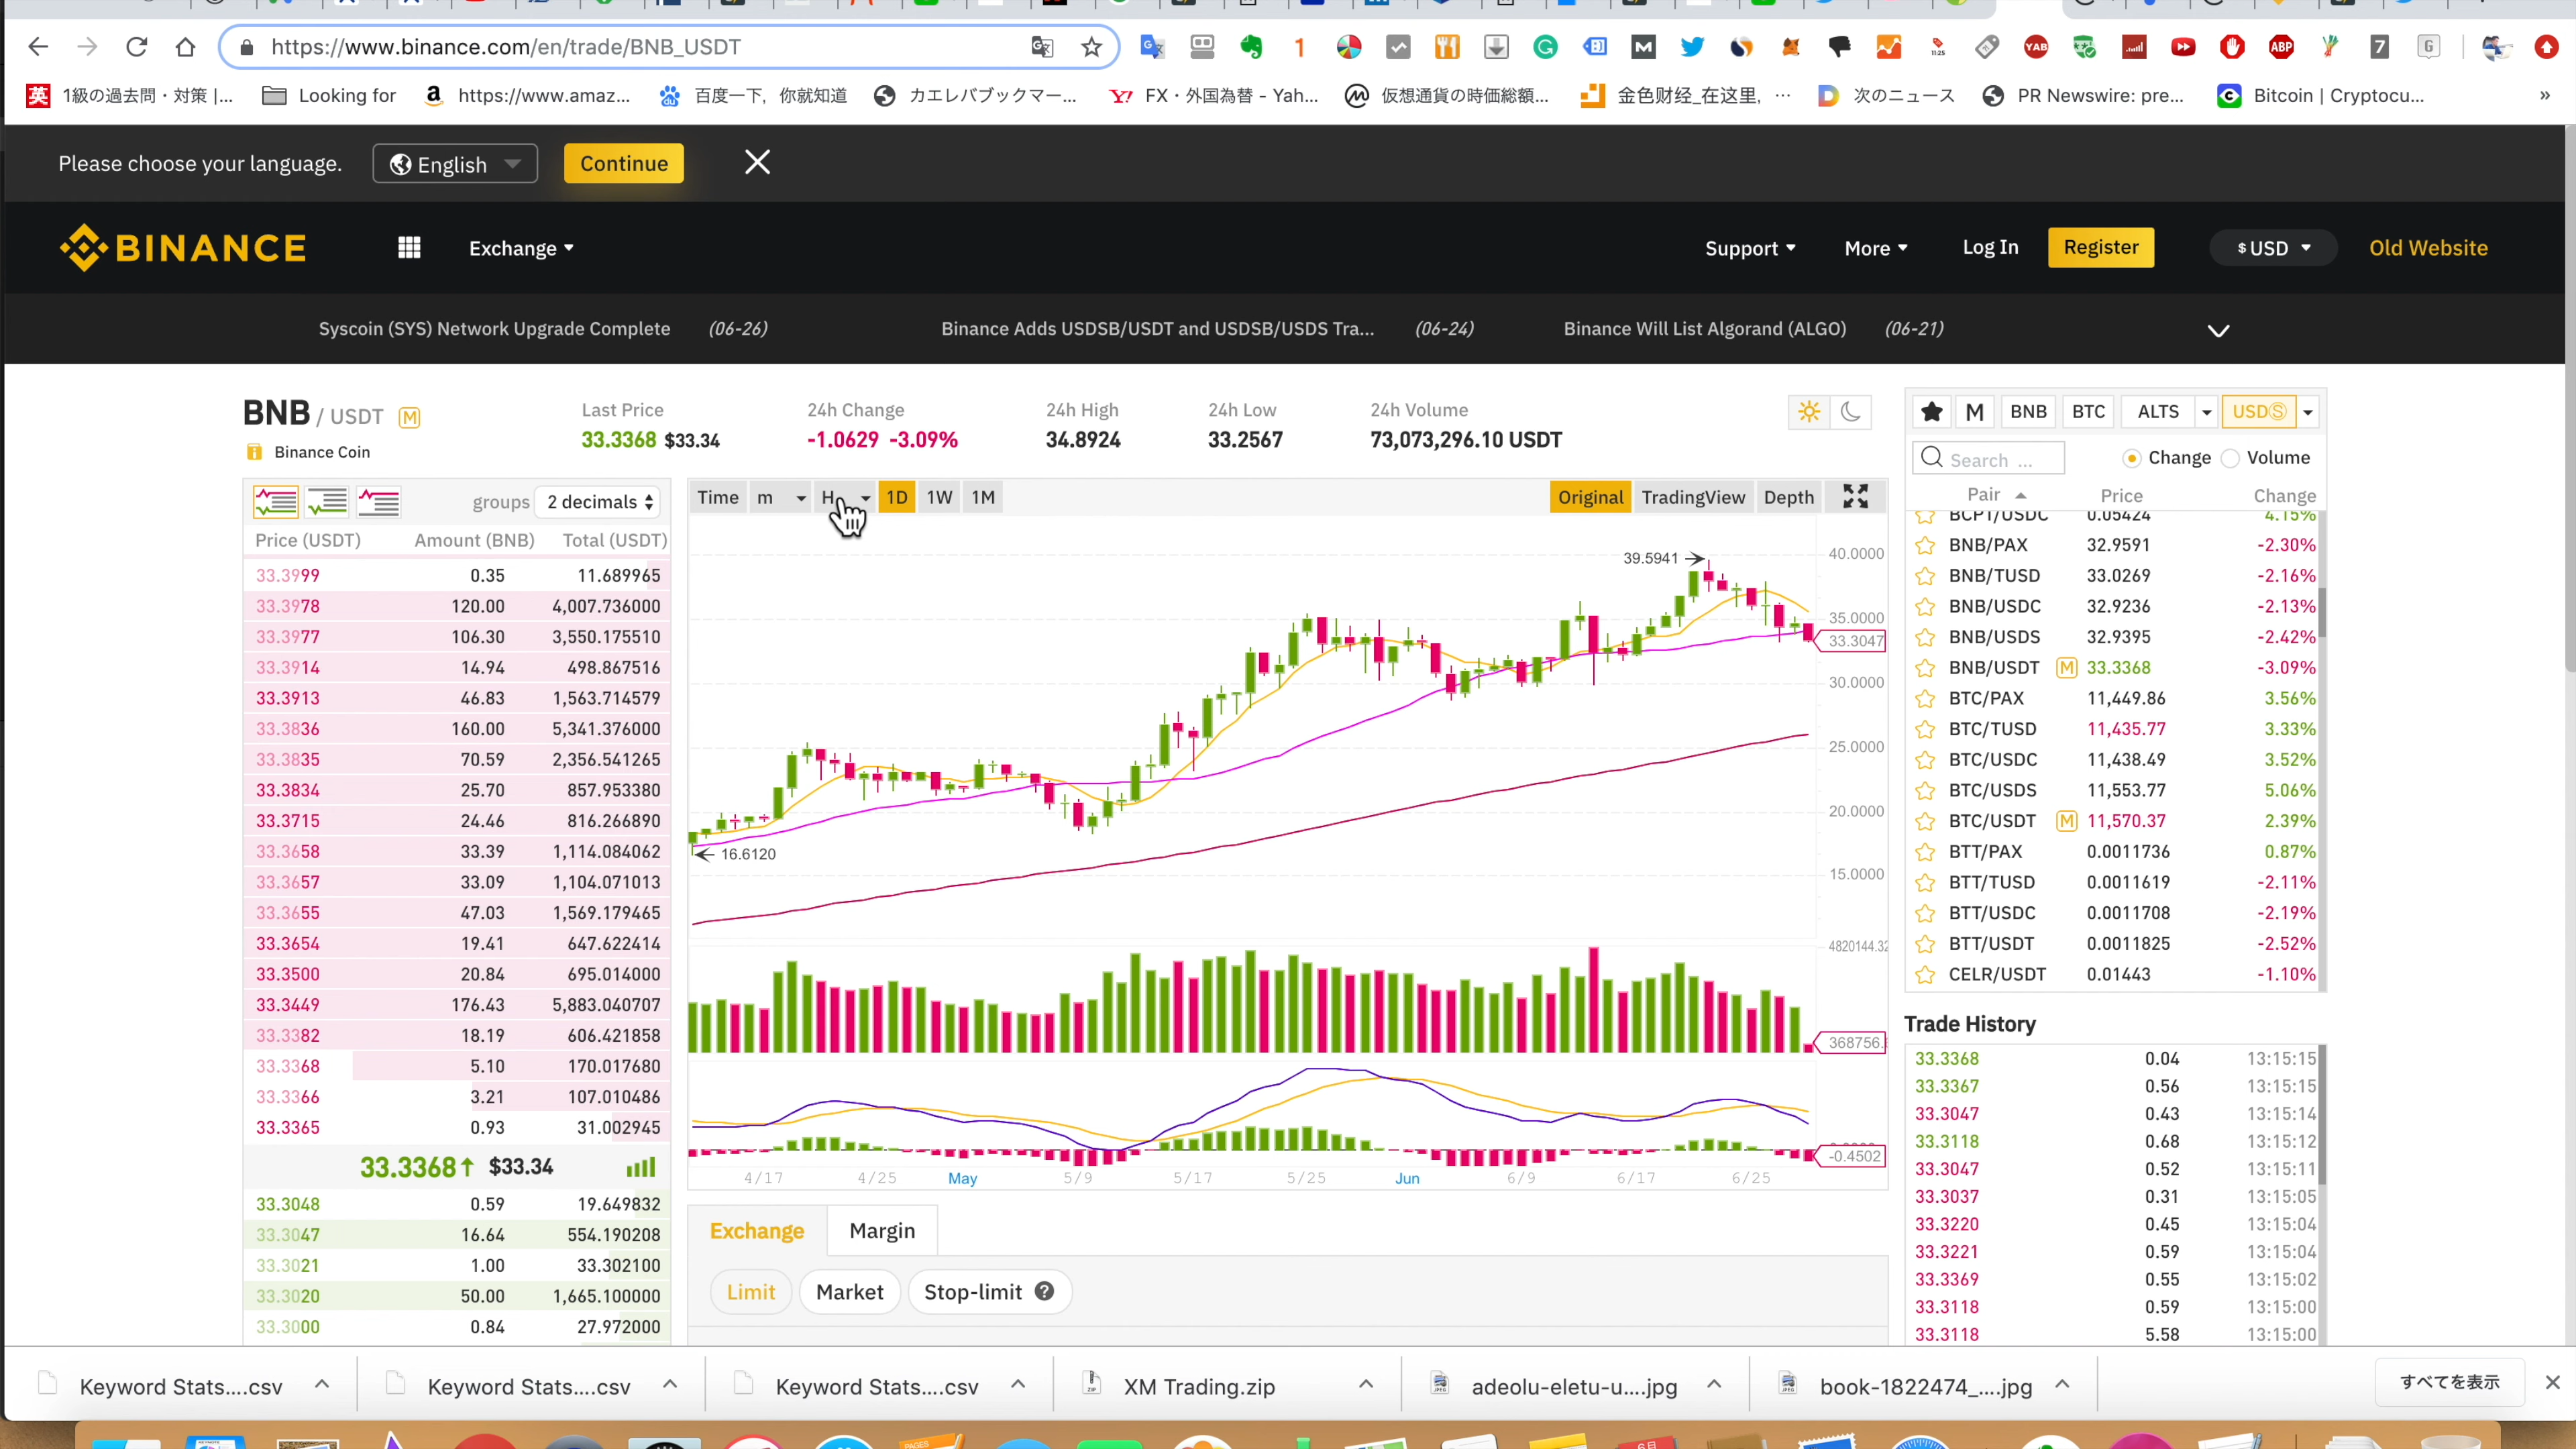 https://www.binance.com/en/trade/BNB_USDT
1級の過去問・対策 |... Looking for https://www.amaz... 百度一下，你就知道 カエレバブックマー... FX・外国為替 - Yah... 仮想通貨の時価総額... 金色财经_在这里，... 次のニュース PR Newswire: pre... Bitcoin | Cryptocu... »
Please choose your language. English Continue
BINANCE Exchange Support More Log In Register $ USD Old Website
Syscoin (SYS) Network Upgrade Complete (06-26) Binance Adds USDSB/USDT and USDSB/USDS Tra... (06-24) Binance Will List Algorand (ALGO) (06-21)
BNB / USDT M
Binance Coin
Last Price
33.3368 $33.34
24h Change
-1.0629 -3.09%
24h High
34.8924
24h Low
33.2567
24h Volume
73,073,296.10 USDT
groups 2 decimals
Price (USDT) Amount (BNB) Total (USDT)
33.3999 0.35 11.689965
33.3978 120.00 4,007.736000
33.3977 106.30 3,550.175510
33.3914 14.94 498.867516
33.3913 46.83 1,563.714579
33.3836 160.00 5,341.376000
33.3835 70.59 2,356.541265
33.3834 25.70 857.953380
33.3715 24.46 816.266890
33.3658 33.39 1,114.084062
33.3657 33.09 1,104.071013
33.3655 47.03 1,569.179465
33.3654 19.41 647.622414
33.3500 20.84 695.014000
33.3449 176.43 5,883.040707
33.3382 18.19 606.421858
33.3368 5.10 170.017680
33.3366 3.21 107.010486
33.3365 0.93 31.002945
33.3368↑ $33.34
33.3048 0.59 19.649832
33.3047 16.64 554.190208
33.3021 1.00 33.302100
33.3020 50.00 1,665.100000
33.3000 0.84 27.972000
Time m H 1D 1W 1M Original TradingView Depth
39.5941
16.6120
40.0000
35.0000
33.3047
30.0000
25.0000
20.0000
15.0000
4820144.32
368756.
-0.4502
4/17 4/25 May 5/9 5/17 5/25 Jun 6/9 6/17 6/25
Exchange Margin
Limit Market Stop-limit ?
M BNB BTC ALTS USDⓈ
Search ... Change Volume
Pair Price Change
BCPT/USDC 0.05424 4.15%
BNB/PAX 32.9591 -2.30%
BNB/TUSD 33.0269 -2.16%
BNB/USDC 32.9236 -2.13%
BNB/USDS 32.9395 -2.42%
BNB/USDT M 33.3368 -3.09%
BTC/PAX 11,449.86 3.56%
BTC/TUSD 11,435.77 3.33%
BTC/USDC 11,438.49 3.52%
BTC/USDS 11,553.77 5.06%
BTC/USDT M 11,570.37 2.39%
BTT/PAX 0.0011736 0.87%
BTT/TUSD 0.0011619 -2.11%
BTT/USDC 0.0011708 -2.19%
BTT/USDT 0.0011825 -2.52%
CELR/USDT 0.01443 -1.10%
Trade History
33.3368 0.04 13:15:15
33.3367 0.56 13:15:15
33.3047 0.43 13:15:14
33.3118 0.68 13:15:12
33.3047 0.52 13:15:11
33.3037 0.31 13:15:05
33.3220 0.45 13:15:04
33.3221 0.59 13:15:04
33.3369 0.55 13:15:02
33.3118 0.59 13:15:00
33.3118 5.58 13:15:00
Keyword Stats....csv Keyword Stats....csv Keyword Stats....csv XM Trading.zip adeolu-eletu-u....jpg book-1822474_....jpg すべてを表示